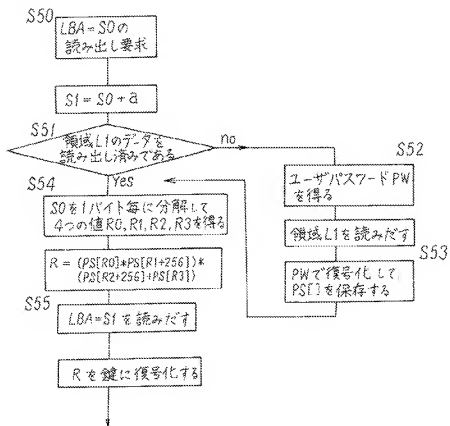 S50
LBA=S0の
読み出し要求
S1=S0+a
S51
領域L1のデータを
読み出し済みである
no
yes
S52
ユーザパスワードPW
を得る
領域L1を読みだす
S53
PWで復号化して
PS[]を保存する
S54
S0を1バイト毎に分解して
4つの値R0,R1,R2,R3を得る
R=(PS[R0]*PS[R1+256])*
(PS[R2+256]+PS[R3])
S55
LBA=S1を読みだす
Rを鍵に復号化する